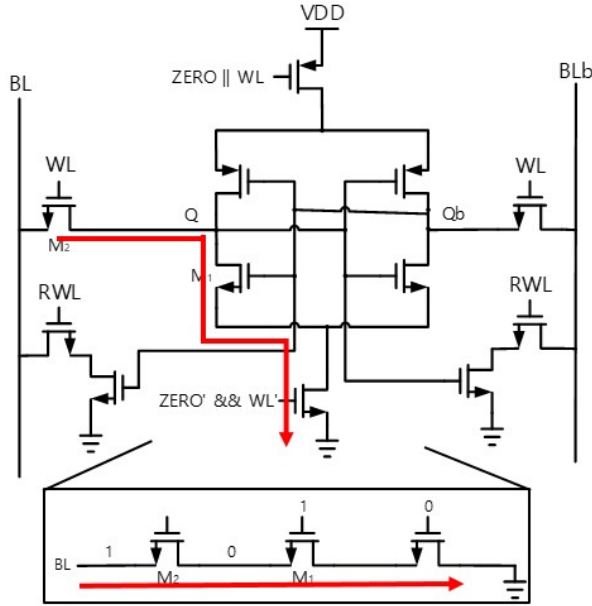 VDD
ZERO || WL
BL
BLb
WL
WL
Q
Qb
M2
M1
RWL
RWL
ZERO' && WL'
1
0
BL
1
0
M2
M1